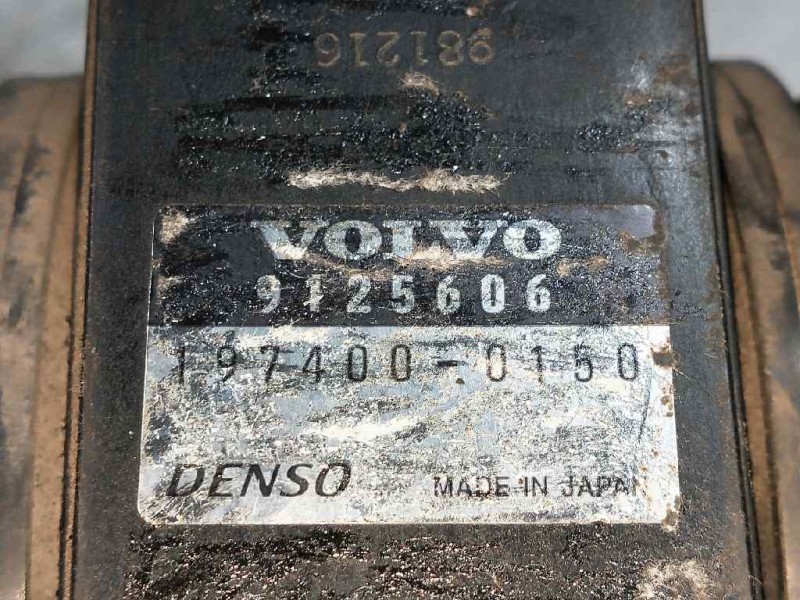 981216
VOLVO
9125606
197400-0150
DENSO MADE IN JAPAN